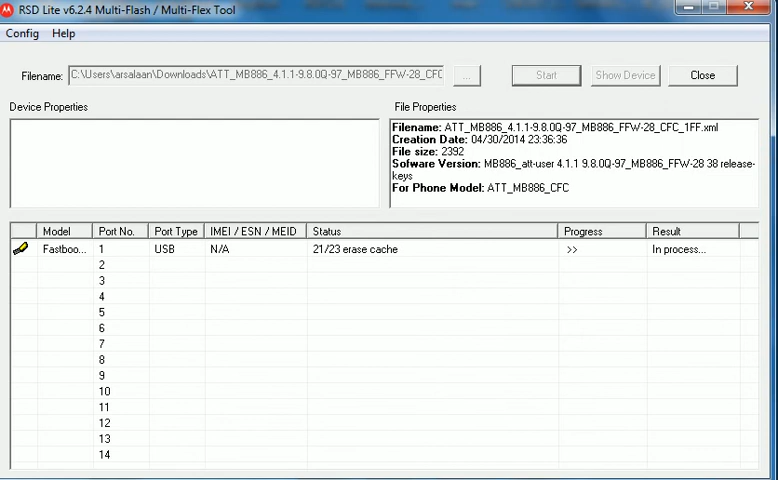 RSD Lite v6.2.4 Multi-Flash / Multi-Flex Tool
Config Help
Filename: C:\Users\arsalaan\Downloads\ATT_MB886_4.1.1-9.8.0Q-97_MB886_FFW-28_CFC ... Start Show Device Close
Device Properties File Properties
Filename: ATT_MB886_4.1.1-9.8.0Q-97_MB886_FFW-28_CFC_1FF.xml
Creation Date: 04/30/2014 23:36:36
File size: 2392
Sofware Version: MB886_att-user 4.1.1 9.8.0Q-97_MB886_FFW-28 38 release-
keys
For Phone Model: ATT_MB886_CFC
Model Port No. Port Type IMEI / ESN / MEID Status Progress Result
Fastboo... 1 USB N/A 21/23 erase cache >> In process...
2
3
4
5
6
7
8
9
10
11
12
13
14